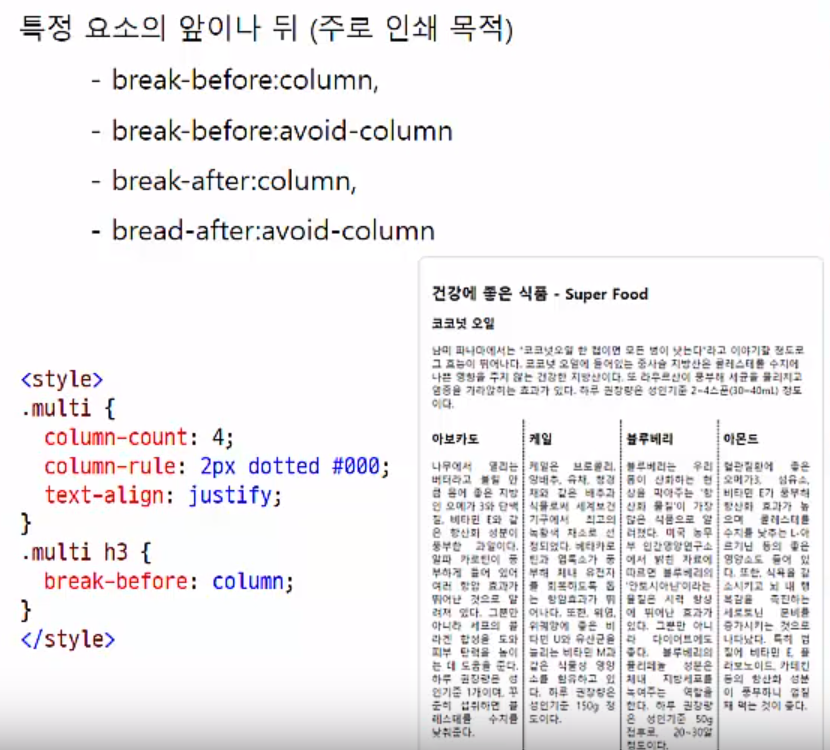 특정 요소의 앞이나 뒤 (주로 인쇄 목적)
- break-before:column,
- break-before:avoid-column
- break-after:column,
- bread-after:avoid-column
<style>
.multi {
column-count: 4;
column-rule: 2px dotted #000;
text-align: justify;
}
.multi h3 {
break-before: column;
}
</style>
건강에 좋은 식품 - Super Food
코코넛 오일
남미 파나마에서는 "코코넛오일 한 컵이면 모든 병이 낫는다"라고 이야기할 정도로
그 효능이 뛰어나다. 코코넛 오일에 들어있는 중사슬 지방산은 콜레스테롤 수치에
나쁜 영향을 주지 않는 건강한 지방산이다. 또 라우르산이 풍부해 세균을 물리치고
염증을 가라앉히는 효과가 있다. 하루 권장량은 성인기준 2~4스푼(30~40mL) 정도
이다.
아보카도
나무에서 열리는
버터라고 불릴 만
큼 몸에 좋은 지방
인 오메가3와 단백
질, 비타민 E와 같
은 항산화 성분이
풍부한 과일이다.
알파 카로틴이 풍
부하게 들어 있어
여러 항암 효과가
뛰어난 것으로 알
려져 있다. 그뿐만
아니라 세포의 콜
라겐 합성을 도와
피부 탄력을 높이
는 데 도움을 준다.
하루 권장량은 성
인기준 1개이며, 꾸
준히 섭취하면 콜
레스테롤 수치를
낮춰준다.
케일
케일은 브로콜리,
양배추, 유채, 청경
채와 같은 배추과
식물로써 세계보건
기구에서 최고의
녹황색 채소로 선
정되었다. 베타카로
틴과 엽록소가 풍
부해 체내 유전자
를 회복하도록 돕
는 항암효과가 뛰
어나다. 또한, 위염,
위궤양에 좋은 비
타민 U와 유산균을
늘리는 비타민 M과
같은 식물성 영양
소를 함유하고 있
다. 하루 권장량은
성인기준 150g 정
도이다.
블루베리
블루베리는 우리
몸이 산화하는 현
상을 막아주는 '항
산화 물질'이 가장
많은 식품으로 알
려졌다. 미국 농무
부 인간영양연구소
에서 밝힌 자료에
따르면 블루베리의
'안토시아닌'이라는
물질은 시력 향상
에 뛰어난 효과가
있다. 그뿐만 아니
라 다이어트에도
좋다. 블루베리의
폴리페놀 성분은
체내 지방세포를
녹여주는 역할을
한다. 하루 권장량
은 성인기준 50g
전후로, 20~30알
정도이다.
아몬드
혈관질환에 좋은
오메가3, 섬유소,
비타민 E가 풍부해
항산화 효과가 높
으며 콜레스테롤
수치를 낮추는 L-아
르기닌 등의 좋은
영양소도 들어 있
다. 또한, 식욕을 감
소시키고 뇌 내 행
복감을 촉진하는
세로토닌 분비를
증가시키는 것으로
나타났다. 특히 껍
질에 비타민 E, 플
라보노이드, 카테킨
등의 항산화 성분
이 풍부하니 껍질
째 먹는 것이 좋다.